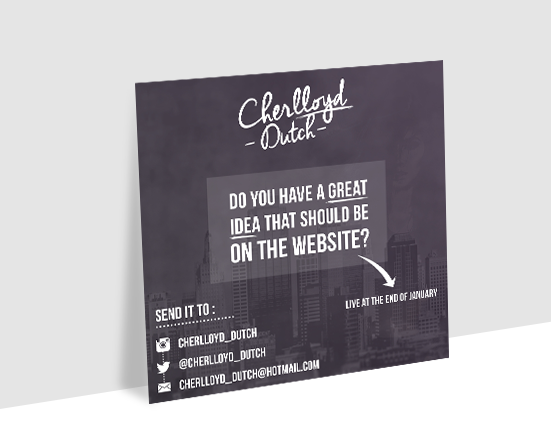 Cherlloyd
- Dutch -
DO YOU HAVE A GREAT
IDEA THAT SHOULD BE
ON THE WEBSITE?
LIVE AT THE END OF JANUARY
SEND IT TO :
CHERLLOYD_DUTCH
@CHERLLOYD_DUTCH
CHERLLOYD_DUTCH@HOTMAIL.COM